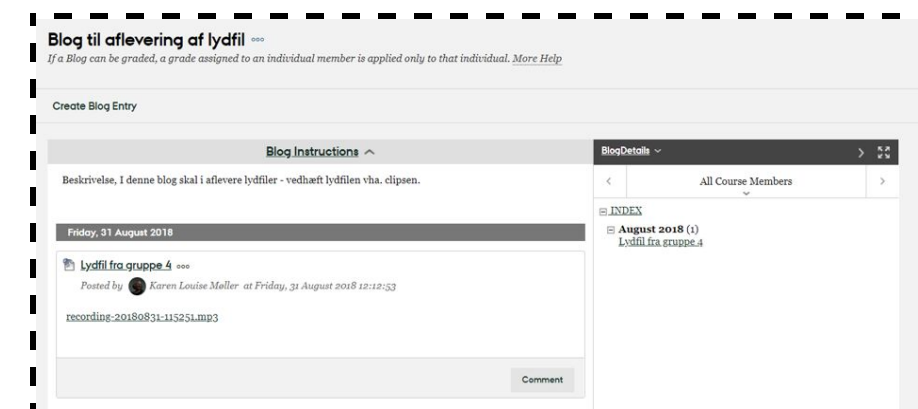 Blog til aflevering af lydfil
If a Blog can be graded, a grade assigned to an individual member is applied only to that individual. More Help
Create Blog Entry
Blog Instructions
Beskrivelse, I denne blog skal i aflevere lydfiler - vedhæft lydfilen vha. clipsen.
Friday, 31 August 2018
Lydfil fra gruppe 4
Posted by Karen Louise Møller at Friday, 31 August 2018 12:12:53
recording-20180831-115251.mp3
Comment
BlogDetails
All Course Members
INDEX
August 2018 (1)
Lydfil fra gruppe 4